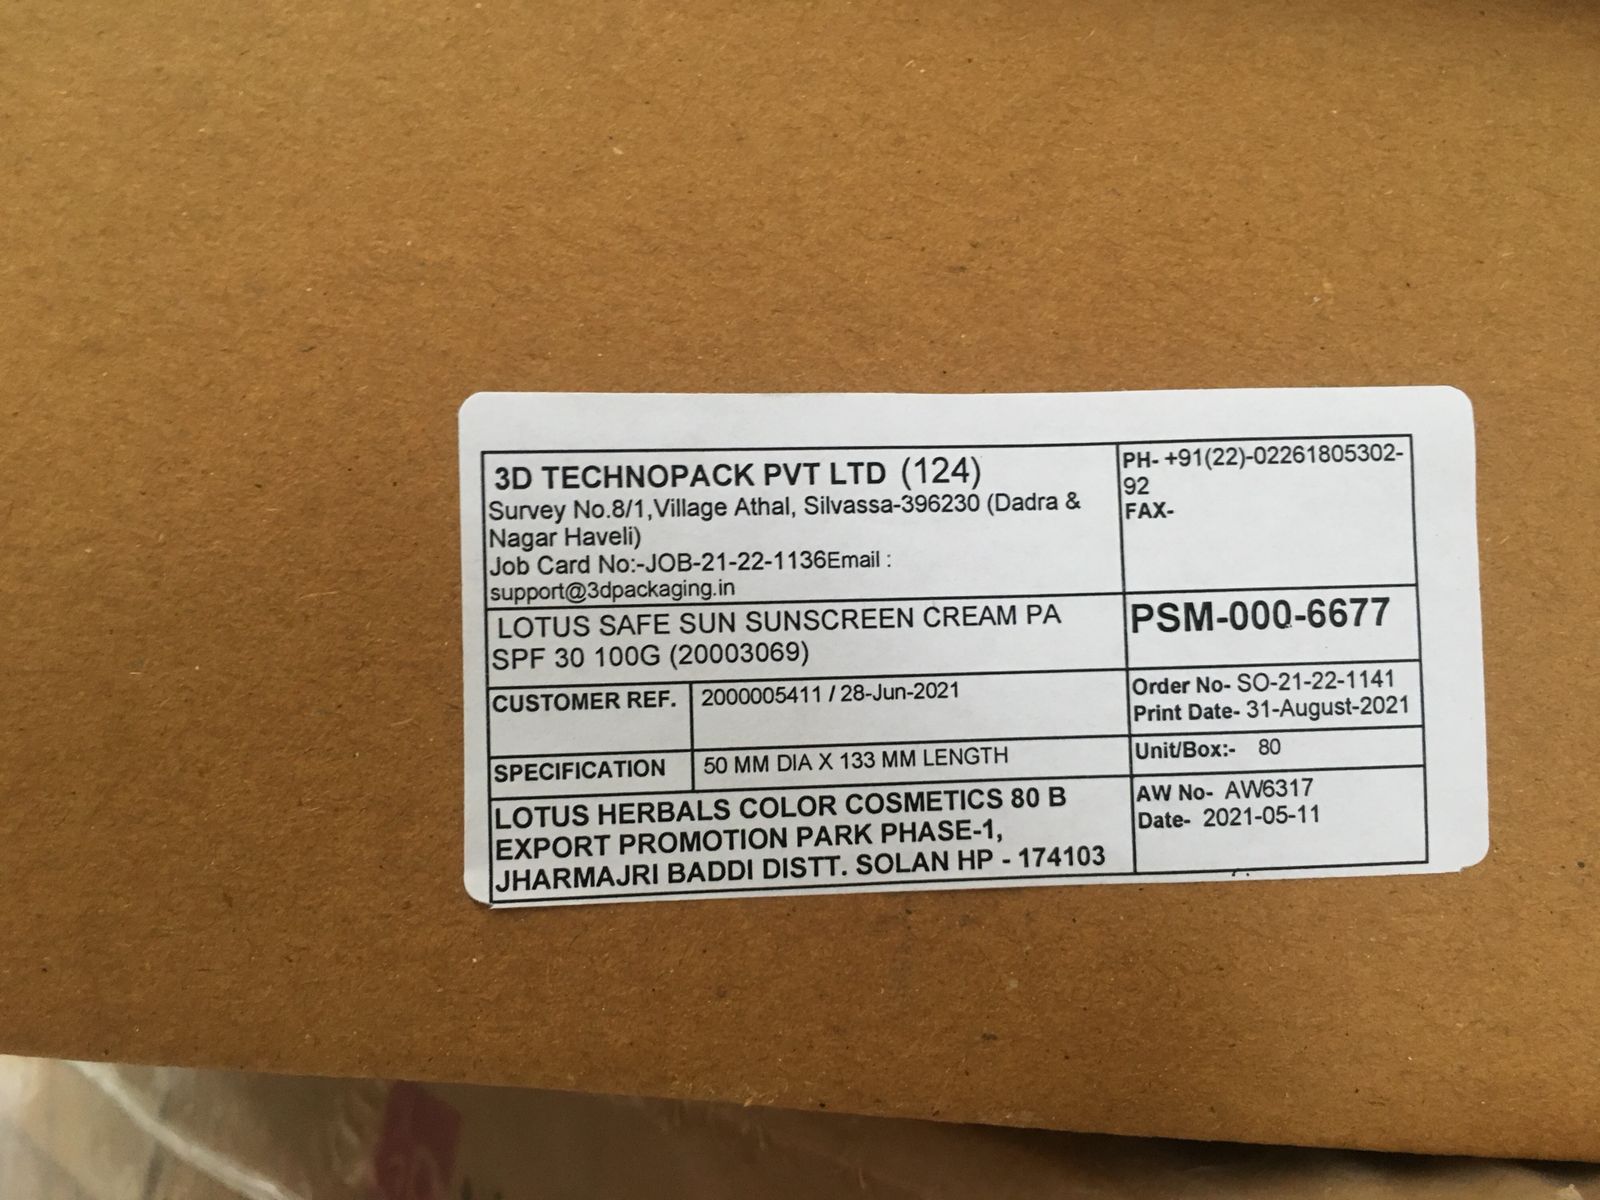 3D TECHNOPACK PVT LTD (124)
Survey No.8/1,Village Athal, Silvassa-396230 (Dadra &
Nagar Haveli)
Job Card No:-JOB-21-22-1136Email :
support@3dpackaging.in
PH- +91(22)-02261805302-
92
FAX-
LOTUS SAFE SUN SUNSCREEN CREAM PA
SPF 30 100G (20003069)
PSM-000-6677
CUSTOMER REF. 2000005411 / 28-Jun-2021
Order No- SO-21-22-1141
Print Date- 31-August-2021
SPECIFICATION 50 MM DIA X 133 MM LENGTH
Unit/Box:- 80
LOTUS HERBALS COLOR COSMETICS 80 B
EXPORT PROMOTION PARK PHASE-1,
JHARMAJRI BADDI DISTT. SOLAN HP - 174103
AW No- AW6317
Date- 2021-05-11